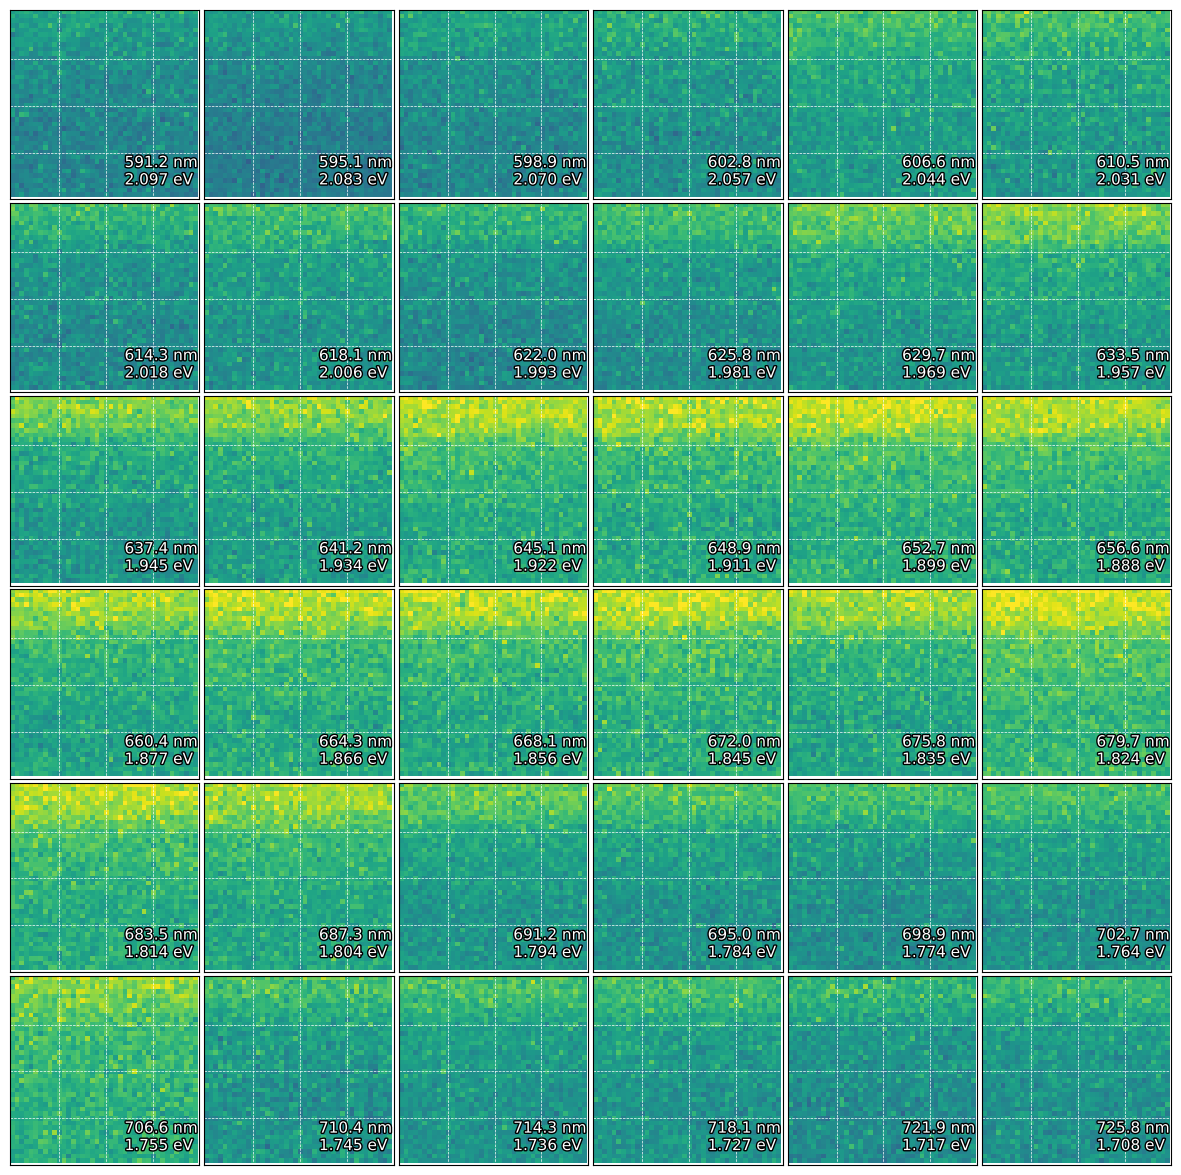 591.2 nm
2.097 eV
595.1 nm
2.083 eV
598.9 nm
2.070 eV
602.8 nm
2.057 eV
606.6 nm
2.044 eV
610.5 nm
2.031 eV
614.3 nm
2.018 eV
618.1 nm
2.006 eV
622.0 nm
1.993 eV
625.8 nm
1.981 eV
629.7 nm
1.969 eV
633.5 nm
1.957 eV
637.4 nm
1.945 eV
641.2 nm
1.934 eV
645.1 nm
1.922 eV
648.9 nm
1.911 eV
652.7 nm
1.899 eV
656.6 nm
1.888 eV
660.4 nm
1.877 eV
664.3 nm
1.866 eV
668.1 nm
1.856 eV
672.0 nm
1.845 eV
675.8 nm
1.835 eV
679.7 nm
1.824 eV
683.5 nm
1.814 eV
687.3 nm
1.804 eV
691.2 nm
1.794 eV
695.0 nm
1.784 eV
698.9 nm
1.774 eV
702.7 nm
1.764 eV
706.6 nm
1.755 eV
710.4 nm
1.745 eV
714.3 nm
1.736 eV
718.1 nm
1.727 eV
721.9 nm
1.717 eV
725.8 nm
1.708 eV